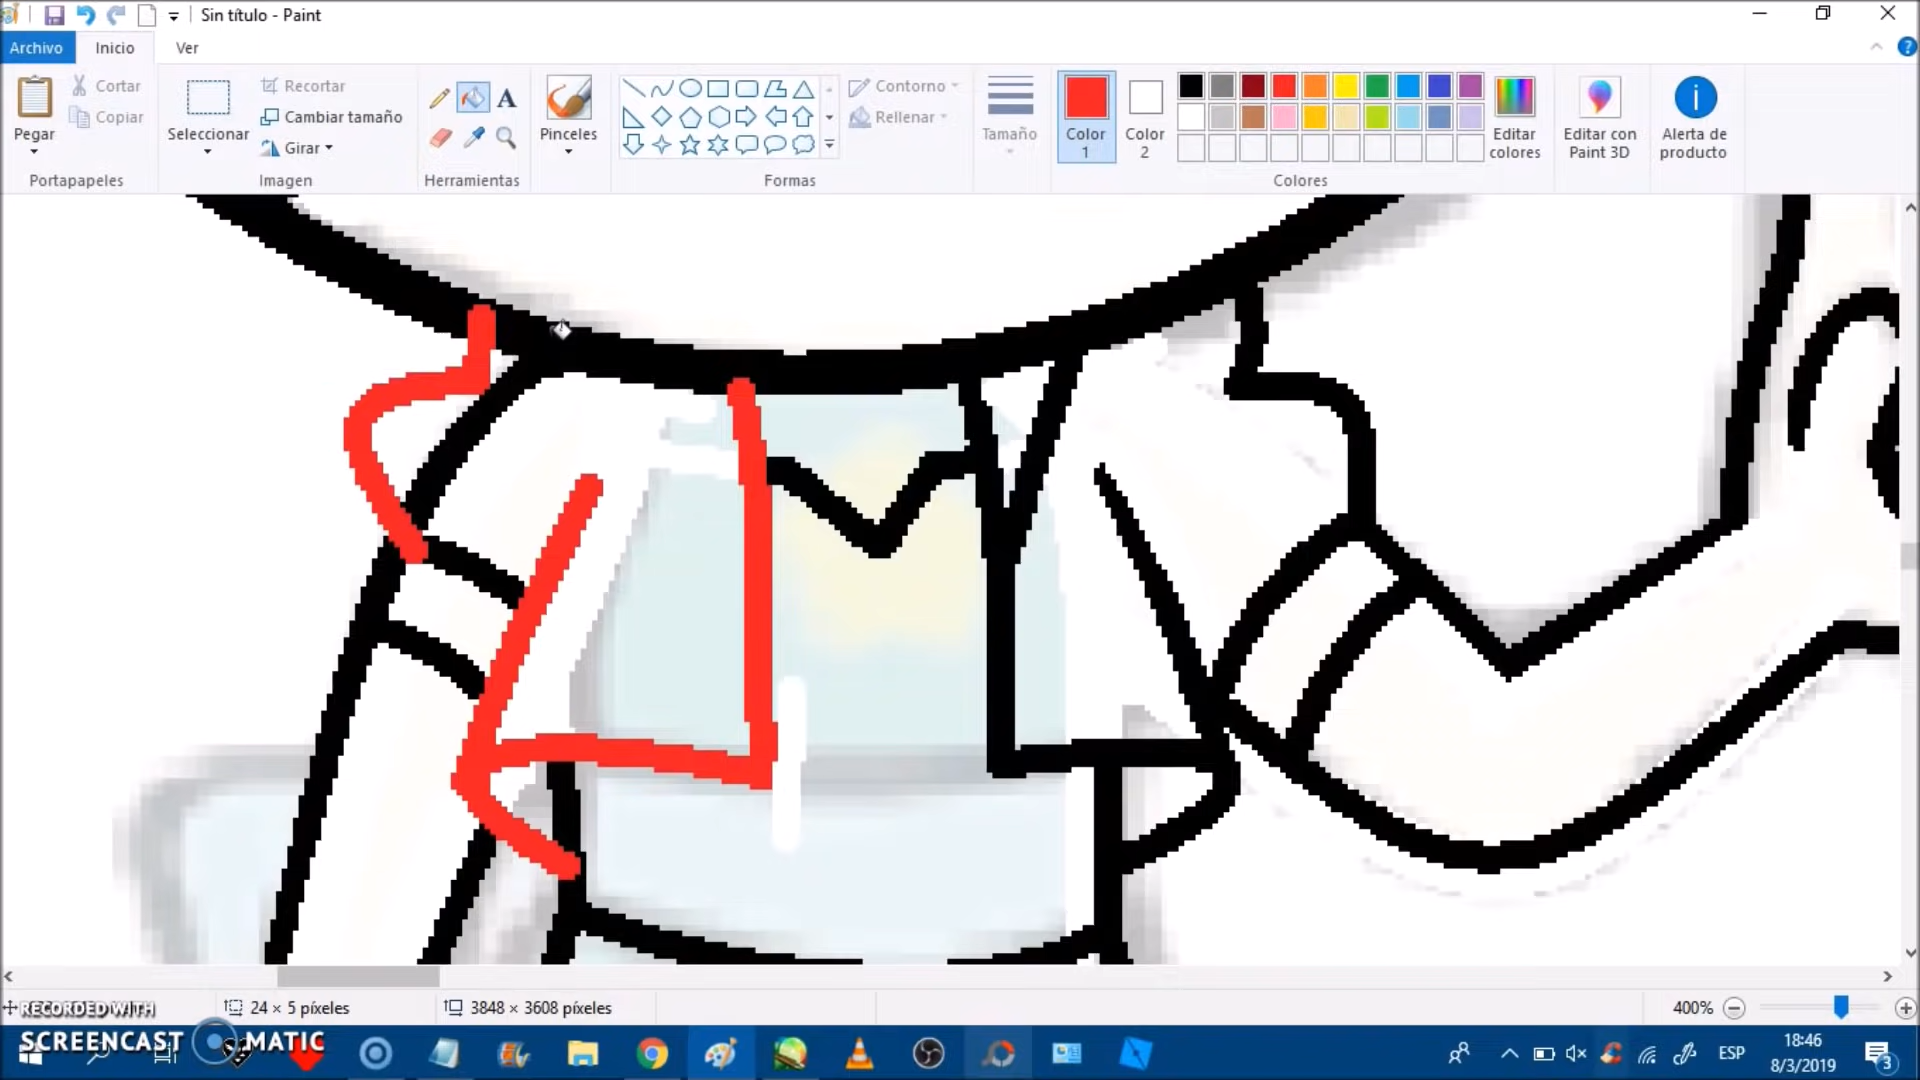 Sin título - Paint
Archivo Inicio Ver
Pegar
Cortar
Copiar
Portapapeles
Seleccionar
Recortar
Cambiar tamaño
Girar
Imagen
A
Herramientas
Pinceles
Contorno
Rellenar
Formas
Tamaño
Color
1
Color
2
Editar
colores
Colores
Editar con
Paint 3D
Alerta de
producto
24 × 5 píxeles
3848 × 3608 píxeles
400%
RECORDED WITH
SCREENCAST MATIC
ESP
18:46
8/3/2019
3